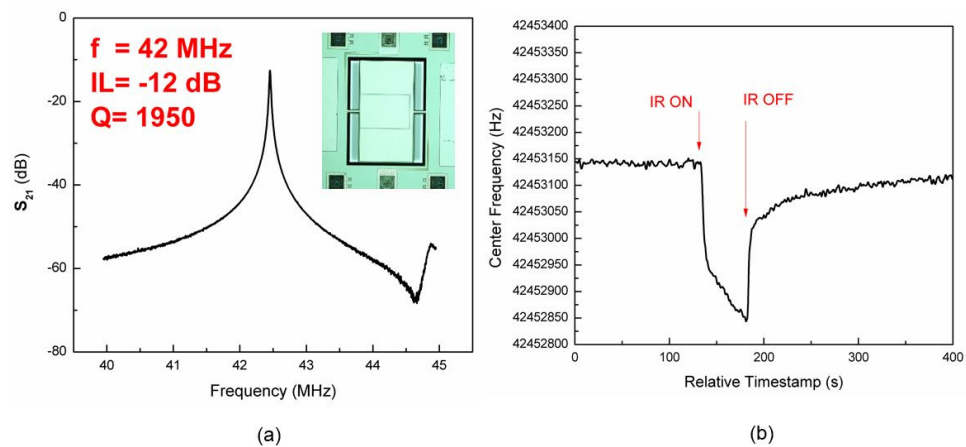 f = 42 MHz
IL= -12 dB
Q= 1950
0
-20
-40
-60
-80
S21 (dB)
40
41
42
43
44
45
Frequency (MHz)
(a)
42453400
42453350
42453300
42453250
42453200
42453150
42453100
42453050
42453000
42452950
42452900
42452850
42452800
Center Frequency (Hz)
IR ON
IR OFF
0
100
200
300
400
Relative Timestamp (s)
(b)